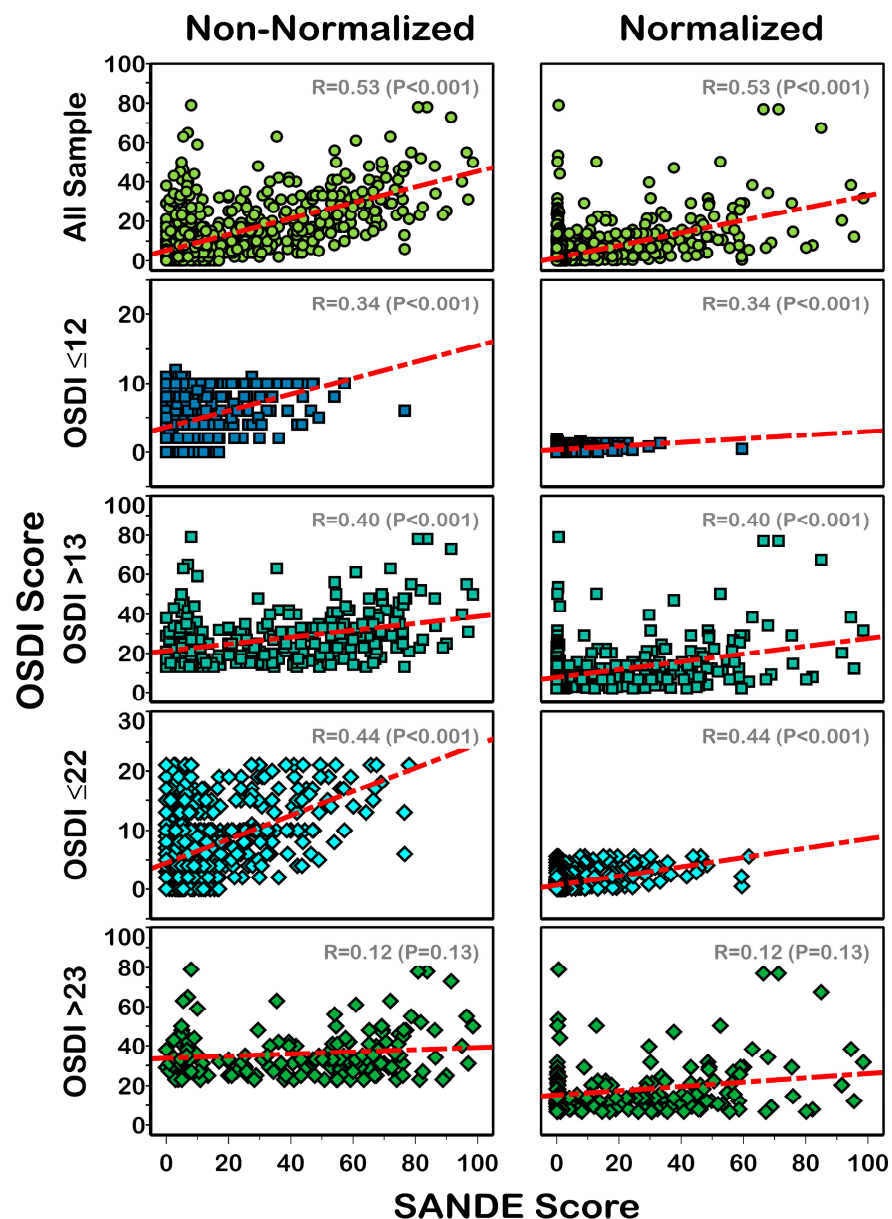 Non-Normalized Normalized
All Sample
100
80
60
40
20
0
R=0.53 (P<0.001)
R=0.53 (P<0.001)
OSDI ≤12
20
10
0
R=0.34 (P<0.001)
R=0.34 (P<0.001)
OSDI Score
OSDI >13
100
80
60
40
20
0
R=0.40 (P<0.001)
R=0.40 (P<0.001)
OSDI ≤22
30
20
10
0
R=0.44 (P<0.001)
R=0.44 (P<0.001)
OSDI >23
100
80
60
40
20
0
R=0.12 (P=0.13)
R=0.12 (P=0.13)
0 20 40 60 80 100 0 20 40 60 80 100
SANDE Score